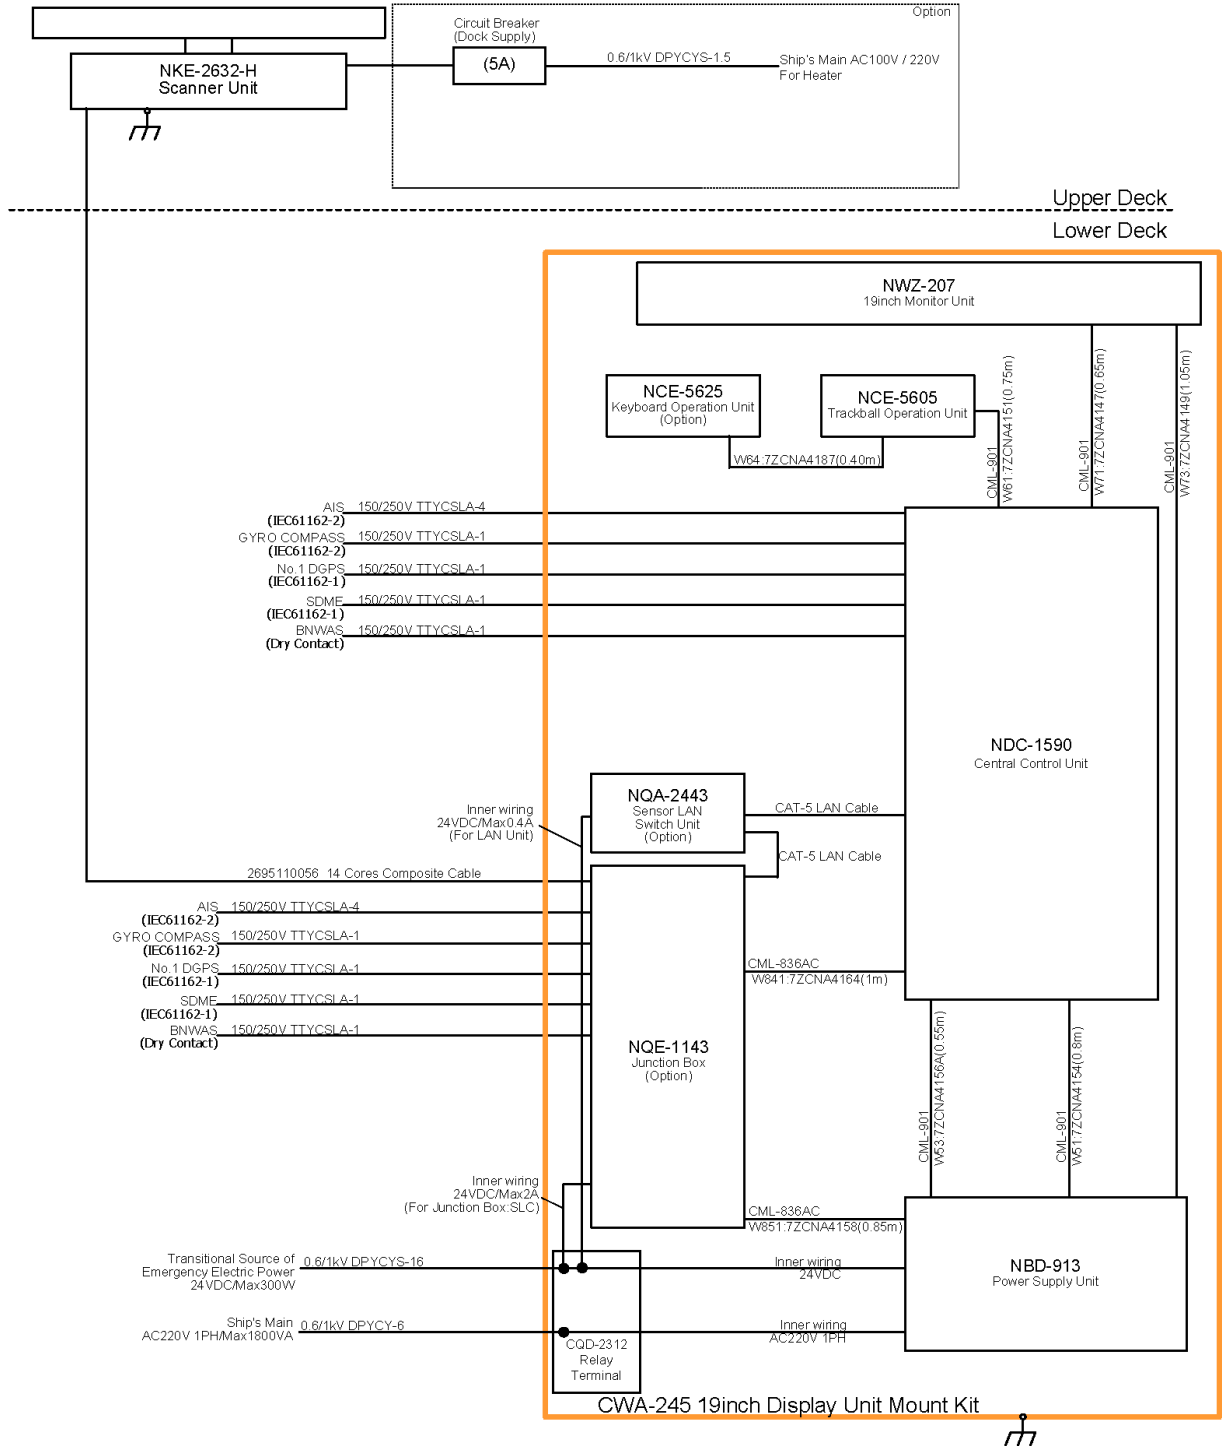 Option
Circuit Breaker
(Dock Supply)
(5A)
0.6/1kV DPYCYS-1.5
Ship's Main AC100V / 220V
For Heater
NKE-2632-H
Scanner Unit
Upper Deck
Lower Deck
NWZ-207
19inch Monitor Unit
NCE-5625
Keyboard Operation Unit
(Option)
NCE-5605
Trackball Operation Unit
W64:7ZCNA4187(0.40m)
CML-901
W61:7ZCNA4151(0.75m)
CML-901
W71:7ZCNA4147(0.65m)
CML-901
W73:7ZCNA4149(1.05m)
AIS 150/250V TTYCSLA-4
(IEC61162-2)
GYRO COMPASS 150/250V TTYCSLA-1
(IEC61162-2)
No.1 DGPS 150/250V TTYCSLA-1
(IEC61162-1)
SDME 150/250V TTYCSLA-1
(IEC61162-1)
BNWAS 150/250V TTYCSLA-1
(Dry Contact)
NDC-1590
Central Control Unit
NQA-2443
Sensor LAN
Switch Unit
(Option)
CAT-5 LAN Cable
CAT-5 LAN Cable
Inner wiring
24VDC/Max0.4A
(For LAN Unit)
2695110056 14 Cores Composite Cable
AIS 150/250V TTYCSLA-4
(IEC61162-2)
GYRO COMPASS 150/250V TTYCSLA-1
(IEC61162-2)
No.1 DGPS 150/250V TTYCSLA-1
(IEC61162-1)
SDME 150/250V TTYCSLA-1
(IEC61162-1)
BNWAS 150/250V TTYCSLA-1
(Dry Contact)
CML-836AC
W841:7ZCNA4164(1m)
NQE-1143
Junction Box
(Option)
CML-901
W53:7ZCNA4156A(0.55m)
CML-901
W51:7ZCNA4154(0.8m)
Inner wiring
24VDC/Max2A
(For Junction Box:SLC)
CML-836AC
W851:7ZCNA4158(0.85m)
Transitional Source of
Emergency Electric Power
24VDC/Max300W
0.6/1kV DPYCYS-16
Inner wiring
24VDC
NBD-913
Power Supply Unit
Ship's Main
AC220V 1PH/Max1800VA
0.6/1kV DPYCY-6
Inner wiring
AC220V 1PH
CQD-2312
Relay
Terminal
CWA-245 19inch Display Unit Mount Kit